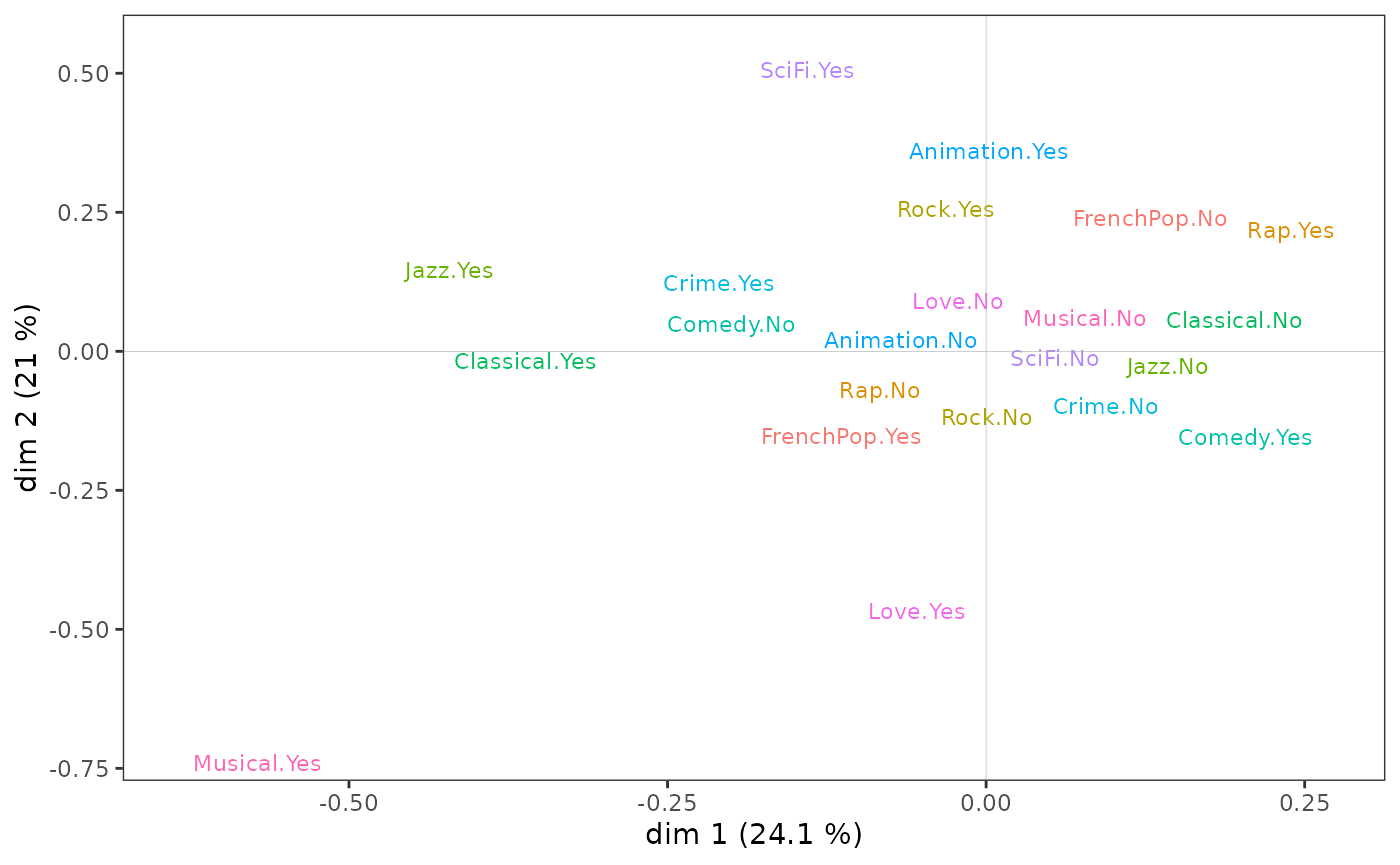 0.50
SciFi.Yes
Animation.Yes
0.25
Rock.Yes
FrenchPop.No
Rap.Yes
Jazz.Yes
Crime.Yes
Love.No
Comedy.No
Musical.No
Classical.No
0.00
Animation.No
Classical.Yes
SciFi.No
Jazz.No
Rap.No
Crime.No
Rock.No
FrenchPop.Yes
Comedy.Yes
-0.25
Love.Yes
-0.50
Musical.Yes
-0.75
-0.50
-0.25
0.00
0.25
dim 1 (24.1 %)
dim 2 (21 %)